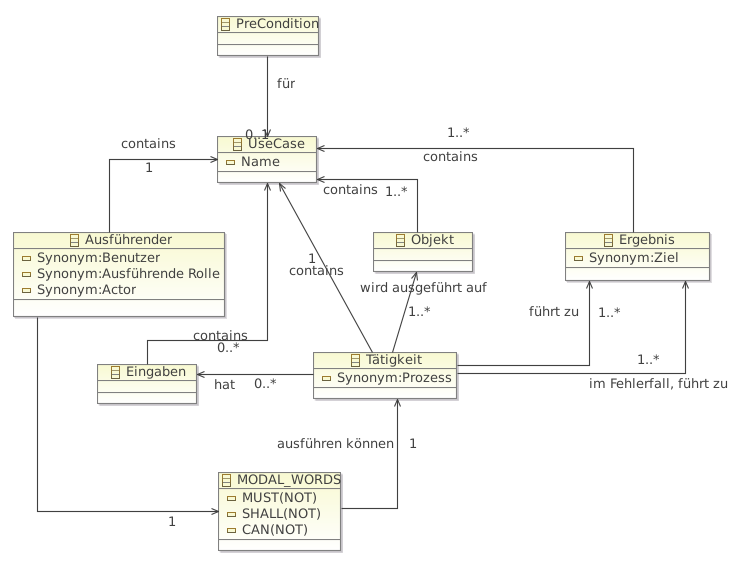 PreCondition
für
0..1
UseCase
Name
contains
1
1..*
contains
contains 1..*
Ausführender
Synonym:Benutzer
Synonym:Ausführende Rolle
Synonym:Actor
Objekt
Ergebnis
Synonym:Ziel
1
contains
wird ausgeführt auf
1..*
führt zu 1..*
contains
0..*
Eingaben
hat 0..*
Tätigkeit
Synonym:Prozess
1..*
im Fehlerfall, führt zu
ausführen können 1
MODAL_WORDS
MUST(NOT)
SHALL(NOT)
CAN(NOT)
1